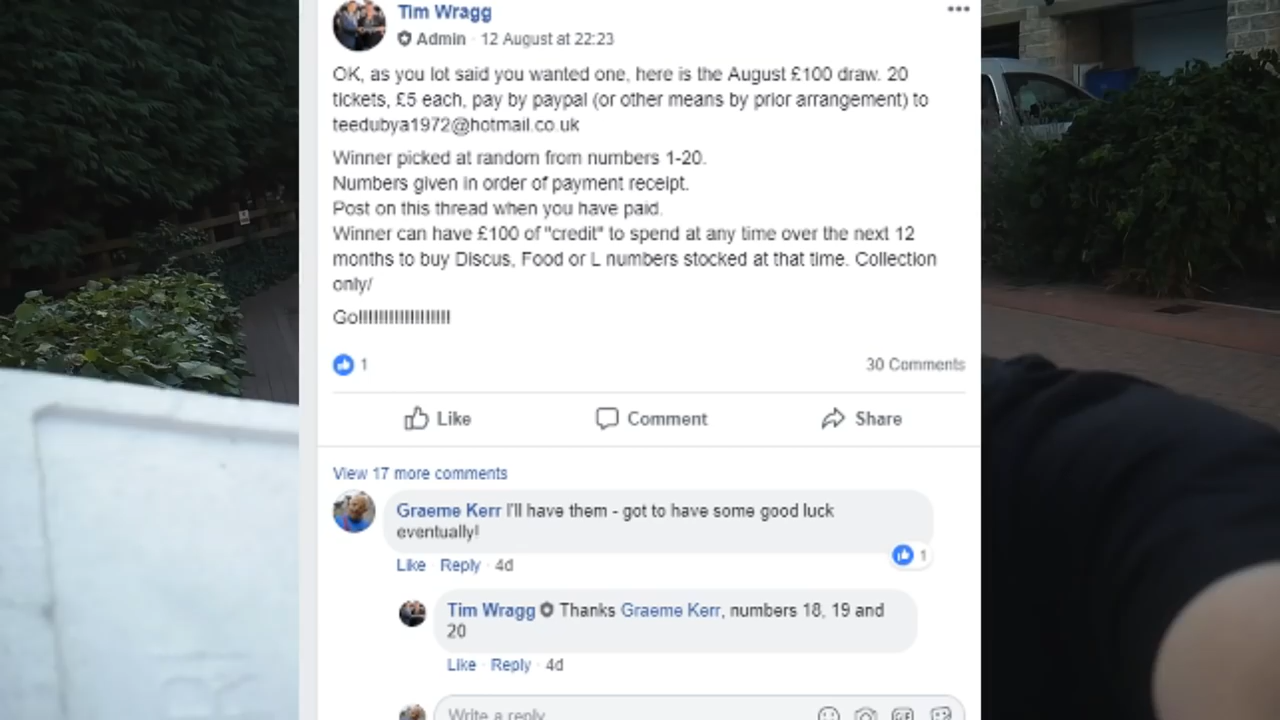 Tim Wragg
Admin · 12 August at 22:23
OK, as you lot said you wanted one, here is the August £100 draw. 20
tickets, £5 each, pay by paypal (or other means by prior arrangement) to
teedubya1972@hotmail.co.uk
Winner picked at random from numbers 1-20.
Numbers given in order of payment receipt.
Post on this thread when you have paid.
Winner can have £100 of "credit" to spend at any time over the next 12
months to buy Discus, Food or L numbers stocked at that time. Collection
only/
1
30 Comments
Like
Comment
Share
View 17 more comments
Graeme Kerr I'll have them - got to have some good luck
eventually!
1
Like · Reply · 4d
Tim Wragg Thanks Graeme Kerr, numbers 18, 19 and
20
Like · Reply · 4d
Write a reply